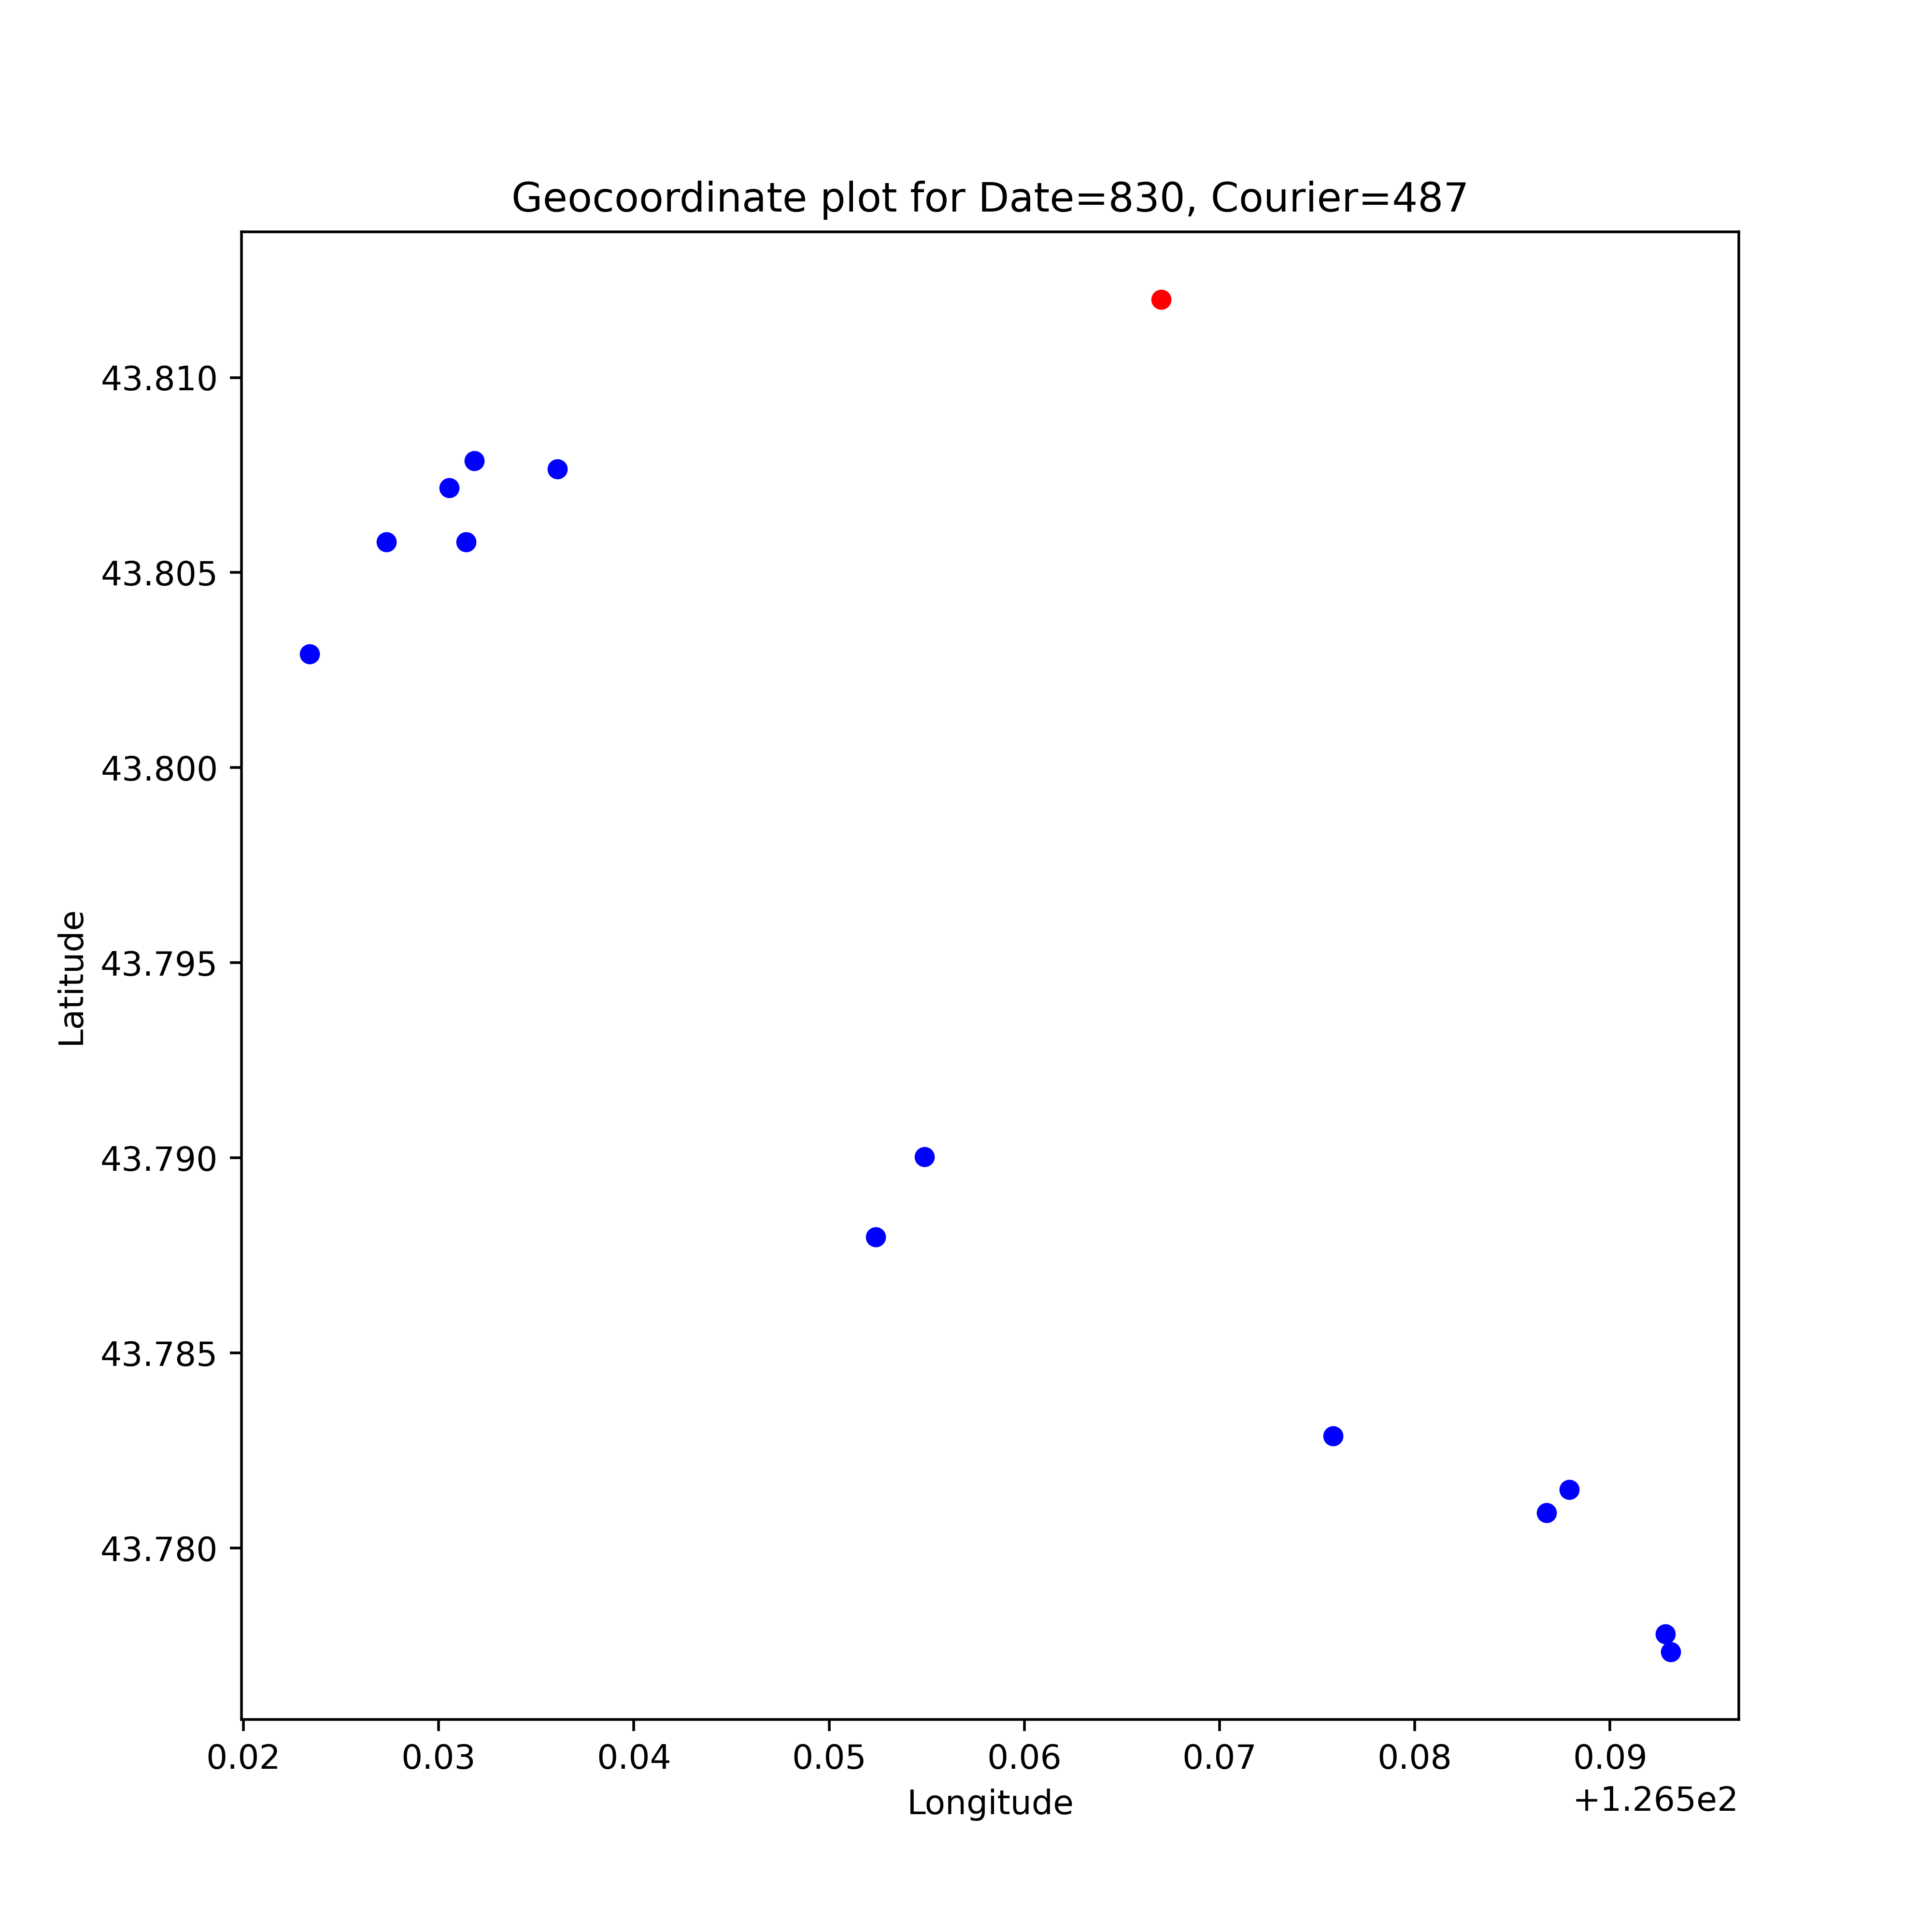 Geocoordinate plot for Date=830, Courier=487
43.810
43.805
43.800
43.795
43.790
43.785
43.780
Latitude
0.02 0.03 0.04 0.05 0.06 0.07 0.08 0.09
Longitude
+1.265e2